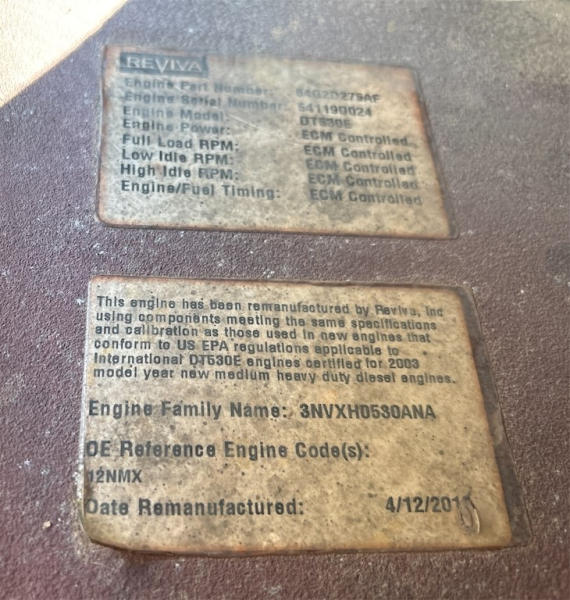 REVIVA
Engine Part Number:
Engine Serial Number: 54119D024
Engine Model: DT530E
Engine Power: ECM Controlled
Full Load RPM: ECM Controlled
Low Idle RPM: ECM Controlled
High Idle RPM: ECM Controlled
Engine/Fuel Timing: ECM Controlled
This engine has been remanufactured by Reviva, Inc
using components meeting the same specifications
and calibration as those used in new engines that
conform to US EPA regulations applicable to
International DT530E engines certified for 2003
model year new medium heavy duty diesel engines.
Engine Family Name: 3NVXH0530ANA
OE Reference Engine Code(s):
12NMX
Date Remanufactured: